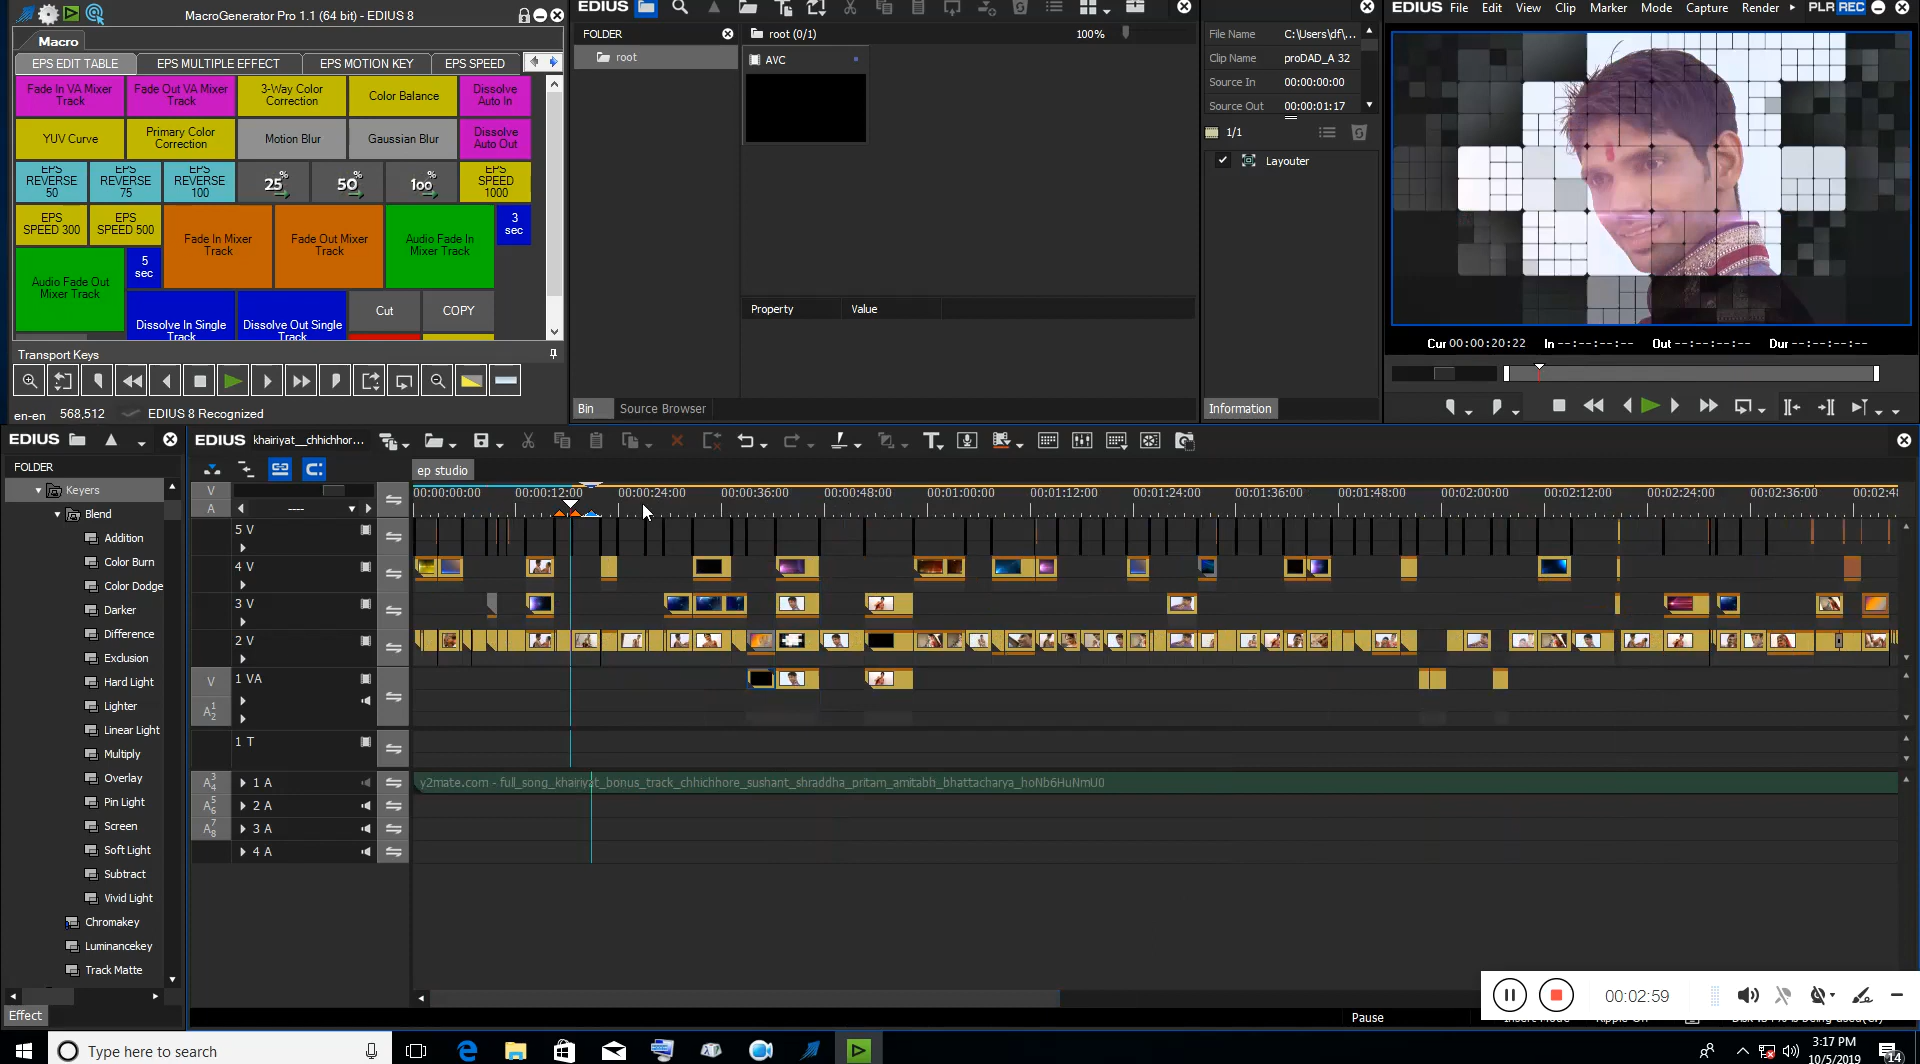 MacroGenerator Pro 1.1 (64 bit) - EDIUS 8
Macro
EPS EDIT TABLE
EPS MULTIPLE EFFECT
EPS MOTION KEY
EPS SPEED
Fade In VA Mixer
Track
Fade Out VA Mixer
Track
3-Way Color
Correction
Color Balance
Dissolve
Auto In
YUV Curve
Primary Color
Correction
Motion Blur
Gaussian Blur
Dissolve
Auto Out
EPS
REVERSE
50
EPS
REVERSE
75
EPS
REVERSE
100
25%
50%
100%
EPS
SPEED
1000
EPS
SPEED 300
EPS
SPEED 500
Fade In Mixer
Track
Fade Out Mixer
Track
Audio Fade In
Mixer Track
3
sec
Audio Fade Out
Mixer Track
5
sec
Dissolve In Single
Track
Dissolve Out Single
Track
Cut
COPY
Transport Keys
en-en
568,512
EDIUS 8 Recognized
EDIUS
FOLDER
root
root (0/1)
100%
AVC
Property
Value
Bin
Source Browser
File Name
C:\Users\df\...
Clip Name
proDAD_A 32
Source In
00:00:00:00
Source Out
00:00:01:17
1/1
Layouter
Information
EDIUS File Edit View Clip Marker Mode Capture Render PLR REC
Cur 00:00:20:22 In --:--:--:-- Out --:--:--:-- Dur --:--:--:--
EDIUS
FOLDER
Keyers
Blend
Addition
Color Burn
Color Dodge
Darker
Difference
Exclusion
Hard Light
Lighter
Linear Light
Multiply
Overlay
Pin Light
Screen
Soft Light
Subtract
Vivid Light
Chromakey
Luminancekey
Track Matte
Effect
EDIUS
khairiyat__chhichhor...
ep studio
00:00:00:00 00:00:12:00 00:00:24:00 00:00:36:00 00:00:48:00 00:01:00:00 00:01:12:00 00:01:24:00 00:01:36:00 00:01:48:00 00:02:00:00 00:02:12:00 00:02:24:00 00:02:36:00 00:02:48
V
A
----
5 V
4 V
3 V
2 V
V
1 VA
A 1 2
1 T
A 3 4
1 A
y2mate.com - full_song_khairiyat_bonus_track_chhichhore_sushant_shraddha_pritam_amitabh_bhattacharya_hoNb6HuNmU0
A 5 6
2 A
A 7 8
3 A
4 A
00:02:59
Pause
Type here to search
3:17 PM
10/5/2019
14